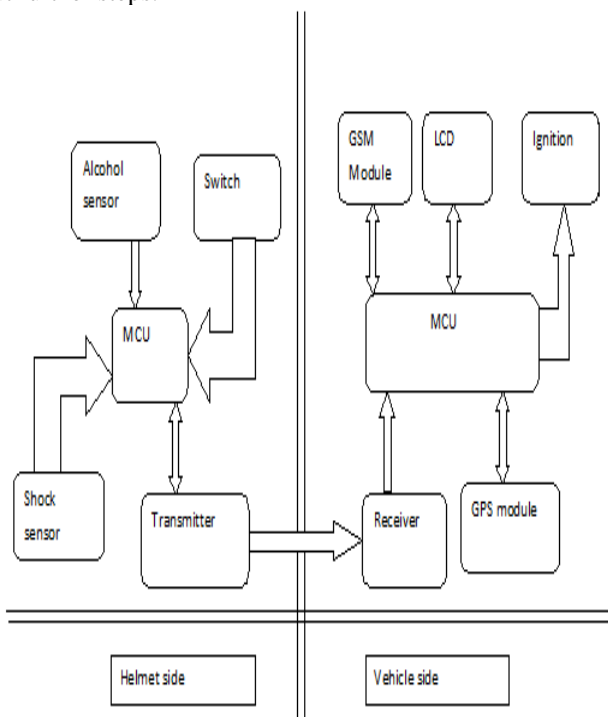 Alcohol
sensor
Switch
MCU
Shock
sensor
Transmitter
GSM
Module
LCD
Ignition
MCU
Receiver
GPS module
Helmet side
Vehicle side